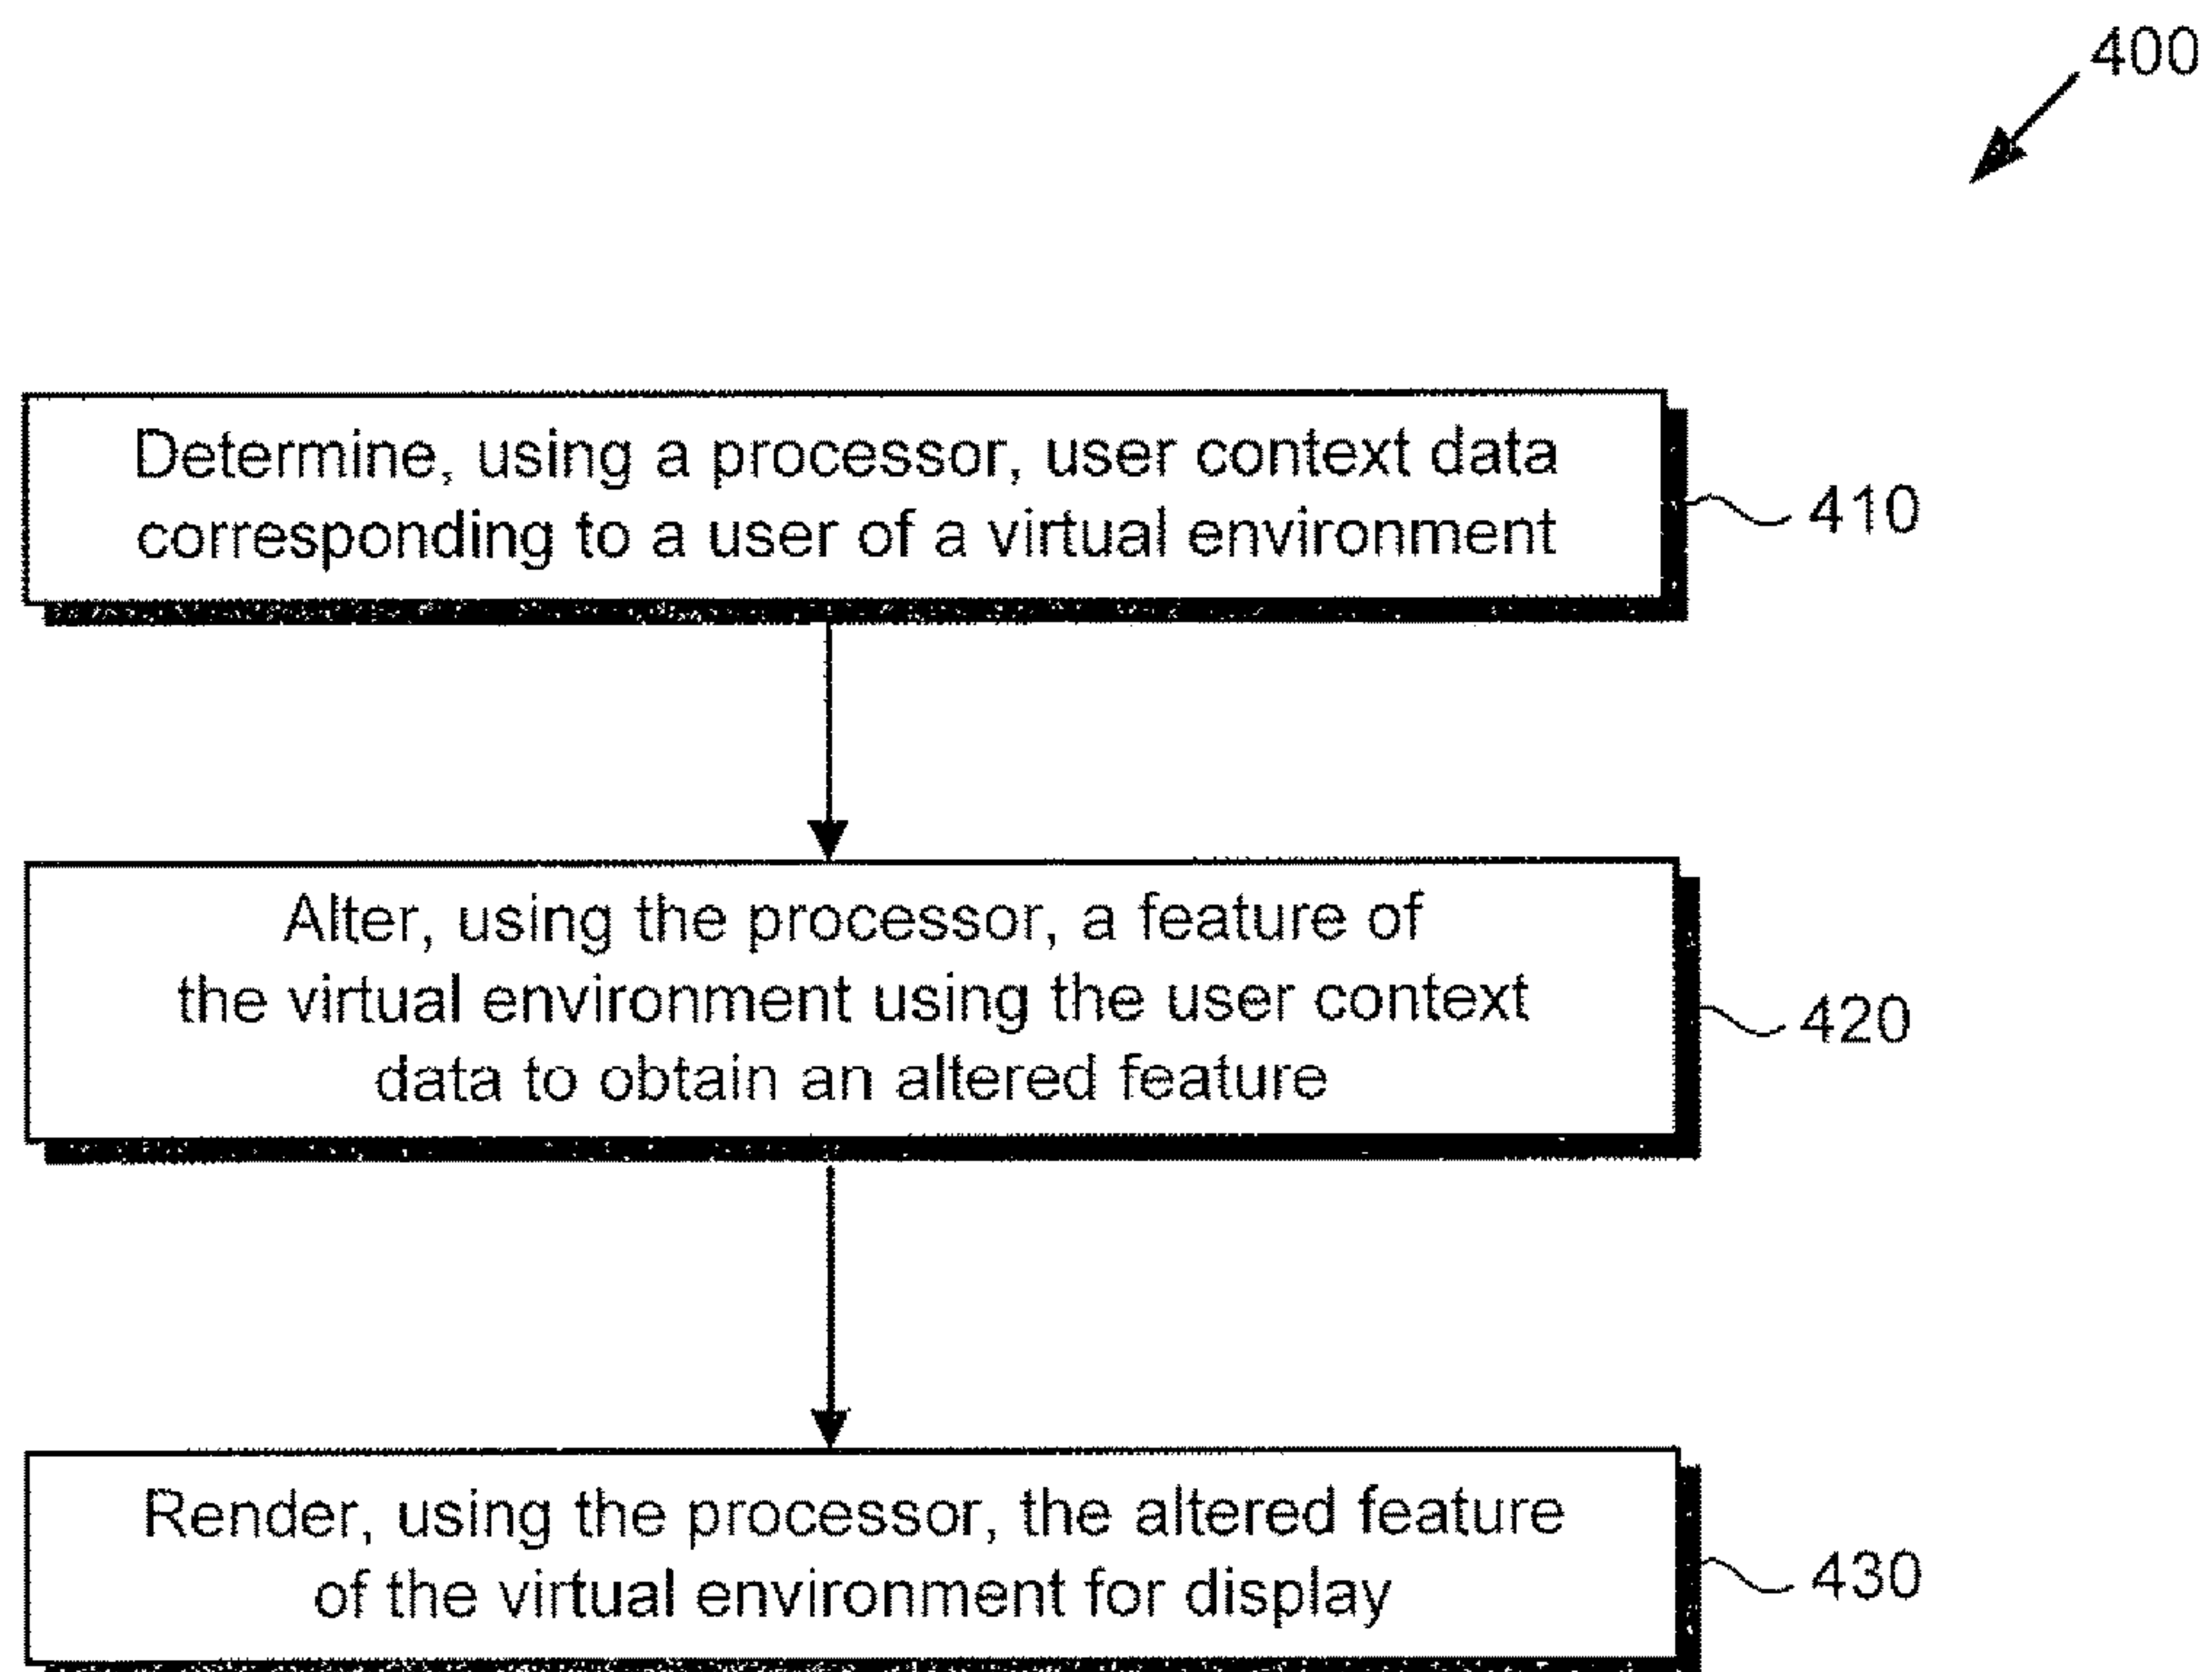 400
Determine, using a processor, user context data
corresponding to a user of a virtual environment
410
Alter, using the processor, a feature of
the virtual environment using the user context
data to obtain an altered feature
420
Render, using the processor, the altered feature
of the virtual environment for display
430